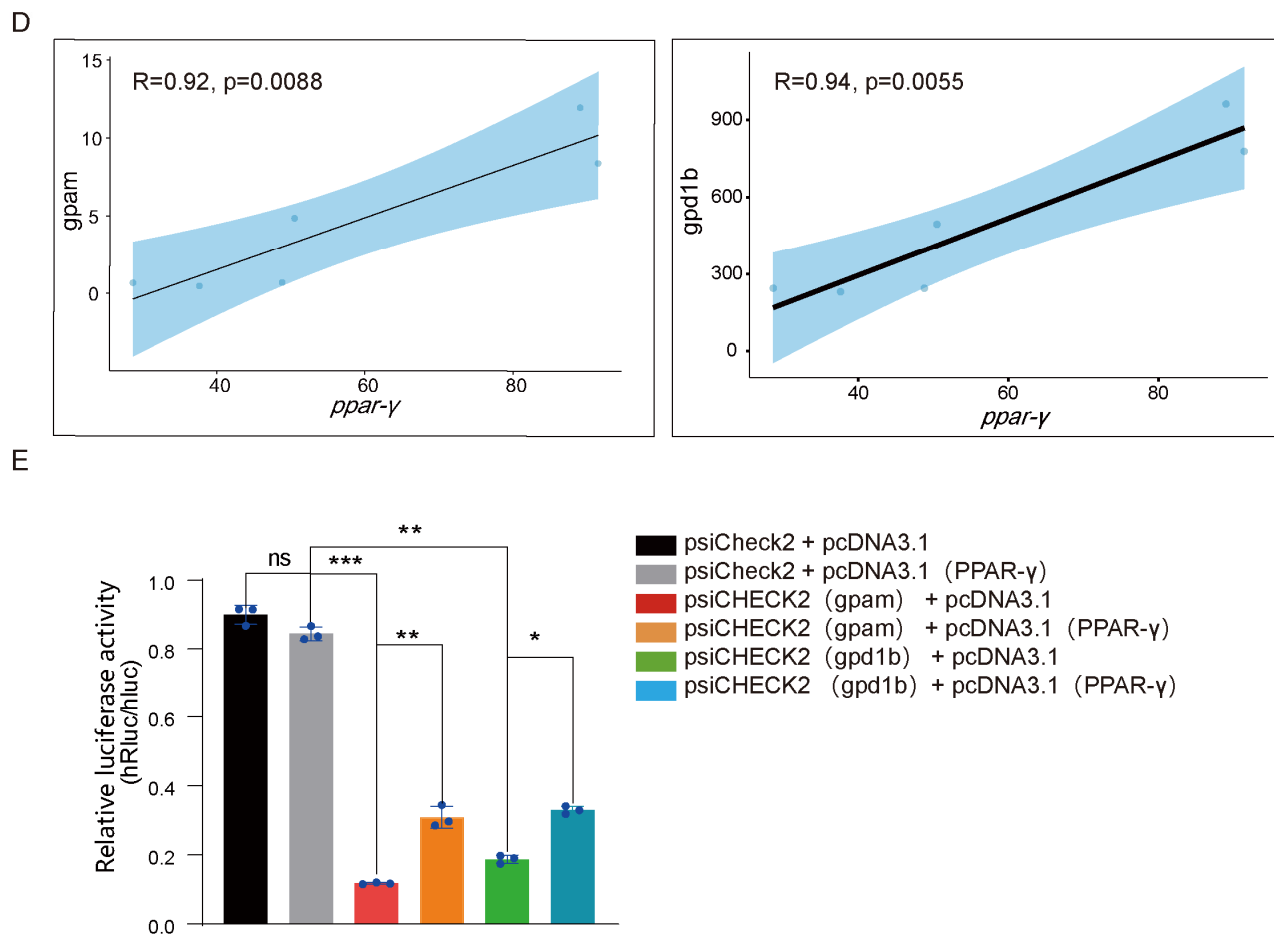 D
R=0.92, p=0.0088
gpam
15
10
5
0
40 60 80
ppar-γ
R=0.94, p=0.0055
gpd1b
900
600
300
0
40 60 80
ppar-γ
E
Relative luciferase activity
(hRluc/hluc)
1.0
0.8
0.6
0.4
0.2
0.0
ns *** **
** *
psiCheck2 + pcDNA3.1
psiCheck2 + pcDNA3.1（PPAR-γ）
psiCHECK2（gpam） + pcDNA3.1
psiCHECK2（gpam） + pcDNA3.1（PPAR-γ）
psiCHECK2（gpd1b） + pcDNA3.1
psiCHECK2 （gpd1b）+ pcDNA3.1（PPAR-γ）